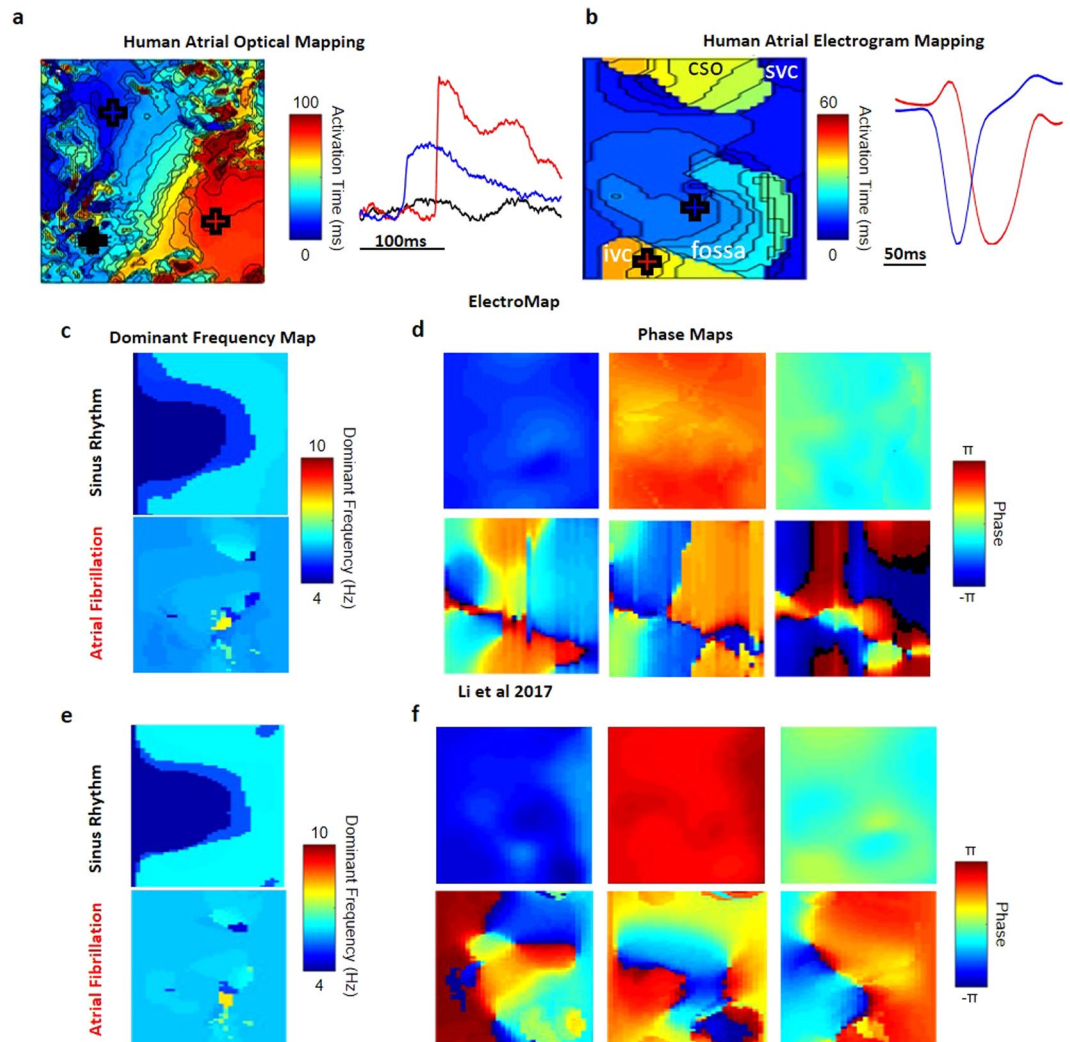 a
Human Atrial Optical Mapping
100
Activation Time (ms)
0
100ms
b
Human Atrial Electrogram Mapping
cso
svc
ivc
fossa
60
Activation Time (ms)
0
50ms
ElectroMap
c
Dominant Frequency Map
Sinus Rhythm
Atrial Fibrillation
10
Dominant Frequency (Hz)
4
d
Phase Maps
π
Phase
-π
Li et al 2017
e
Sinus Rhythm
Atrial Fibrillation
10
Dominant Frequency (Hz)
4
f
π
Phase
-π